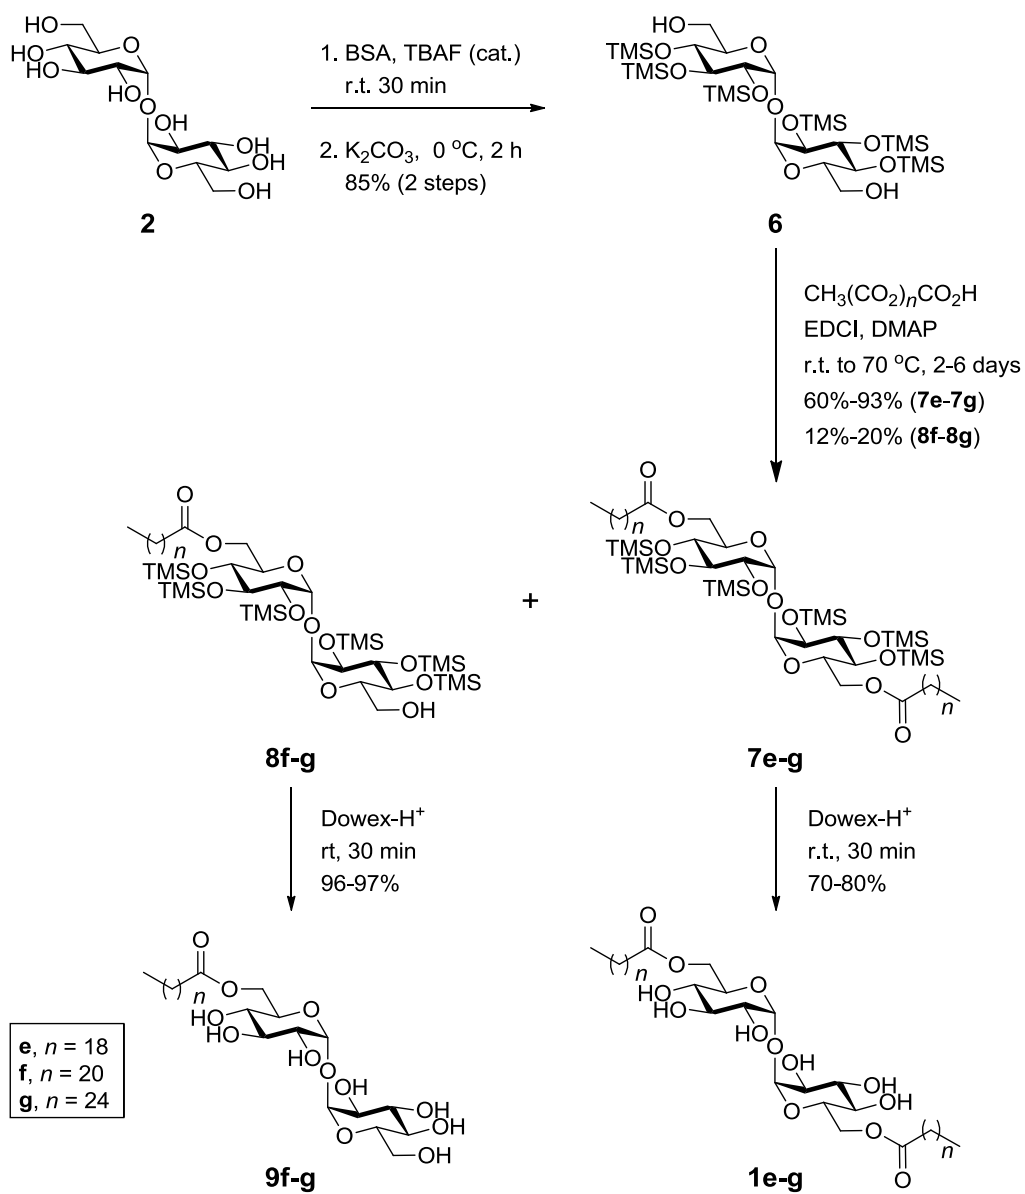 HO
HO
HO
HO
O
O
OH
OH
OH
O
OH
2
1. BSA, TBAF (cat.)
r.t. 30 min
2. K₂CO₃, 0 °C, 2 h
85% (2 steps)
HO
TMSO
TMSO
TMSO
O
O
OTMS
OTMS
OTMS
O
OH
6
CH₃(CO₂)ₙCO₂H
EDCI, DMAP
r.t. to 70 °C, 2-6 days
60%-93% (7e-7g)
12%-20% (8f-8g)
O
O
n
TMSO
TMSO
TMSO
O
O
OTMS
OTMS
OTMS
O
OH
8f-g
+
O
O
n
TMSO
TMSO
TMSO
O
O
OTMS
OTMS
OTMS
O
O
O
n
7e-g
Dowex-H⁺
rt, 30 min
96-97%
Dowex-H⁺
r.t., 30 min
70-80%
O
O
n
HO
HO
HO
O
O
OH
OH
OH
O
OH
9f-g
O
O
n
HO
HO
HO
O
O
OH
OH
OH
O
O
O
n
1e-g
e, n = 18
f, n = 20
g, n = 24